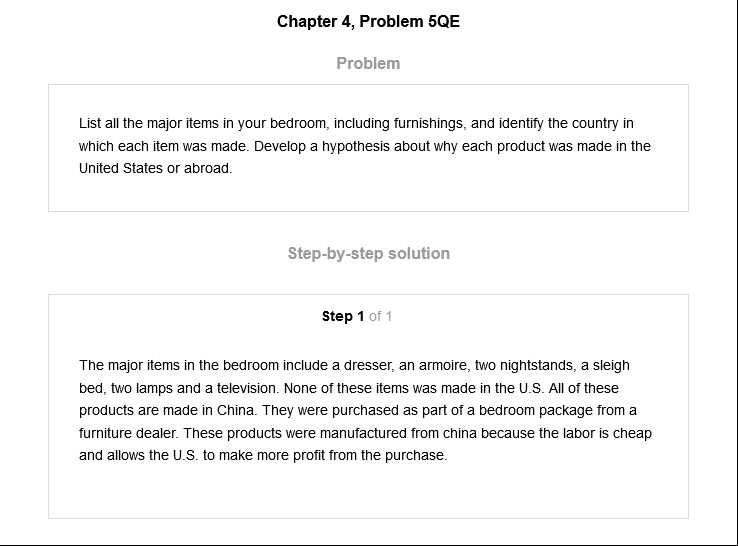 Chapter 4, Problem 5QE
Problem
List all the major items in your bedroom, including furnishings, and identify the country in
which each item was made. Develop a hypothesis about why each product was made in the
United States or abroad.
Step-by-step solution
Step 1 of 1
The major items in the bedroom include a dresser, an armoire, two nightstands, a sleigh
bed, two lamps and a television. None of these items was made in the U.S. All of these
products are made in China. They were purchased as part of a bedroom package from a
furniture dealer. These products were manufactured from china because the labor is cheap
and allows the U.S. to make more profit from the purchase.